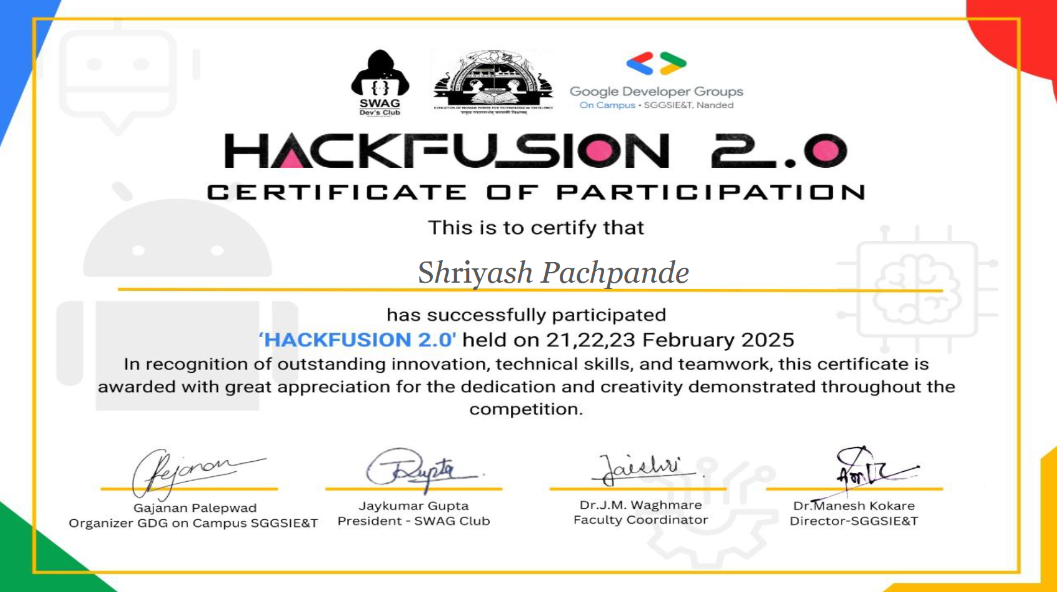 SWAG
Dev's Club
Google Developer Groups
On Campus • SGGSIE&T, Nanded
HACKFUSION 2.0
CERTIFICATE OF PARTICIPATION
This is to certify that
Shriyash Pachpande
has successfully participated
‘HACKFUSION 2.0' held on 21,22,23 February 2025
In recognition of outstanding innovation, technical skills, and teamwork, this certificate is
awarded with great appreciation for the dedication and creativity demonstrated throughout the
competition.
Rupta
Jaishri
Gajanan Palepwad
Organizer GDG on Campus SGGSIE&T
Jaykumar Gupta
President - SWAG Club
Dr.J.M. Waghmare
Faculty Coordinator
Dr.Manesh Kokare
Director-SGGSIE&T